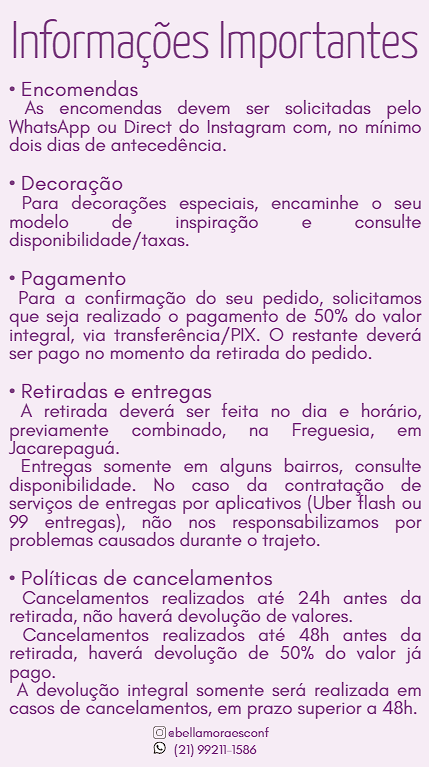 Informações Importantes
• Encomendas
As encomendas devem ser solicitadas pelo
WhatsApp ou Direct do Instagram com, no mínimo
dois dias de antecedência.
• Decoração
Para decorações especiais, encaminhe o seu
modelo de inspiração e consulte
disponibilidade/taxas.
• Pagamento
Para a confirmação do seu pedido, solicitamos
que seja realizado o pagamento de 50% do valor
integral, via transferência/PIX. O restante deverá
ser pago no momento da retirada do pedido.
• Retiradas e entregas
A retirada deverá ser feita no dia e horário,
previamente combinado, na Freguesia, em
Jacarepaguá.
Entregas somente em alguns bairros, consulte
disponibilidade. No caso da contratação de
serviços de entregas por aplicativos (Uber flash ou
99 entregas), não nos responsabilizamos por
problemas causados durante o trajeto.
• Políticas de cancelamentos
Cancelamentos realizados até 24h antes da
retirada, não haverá devolução de valores.
Cancelamentos realizados até 48h antes da
retirada, haverá devolução de 50% do valor já
pago.
A devolução integral somente será realizada em
casos de cancelamentos, em prazo superior a 48h.
@bellamoraesconf
(21) 99211-1586